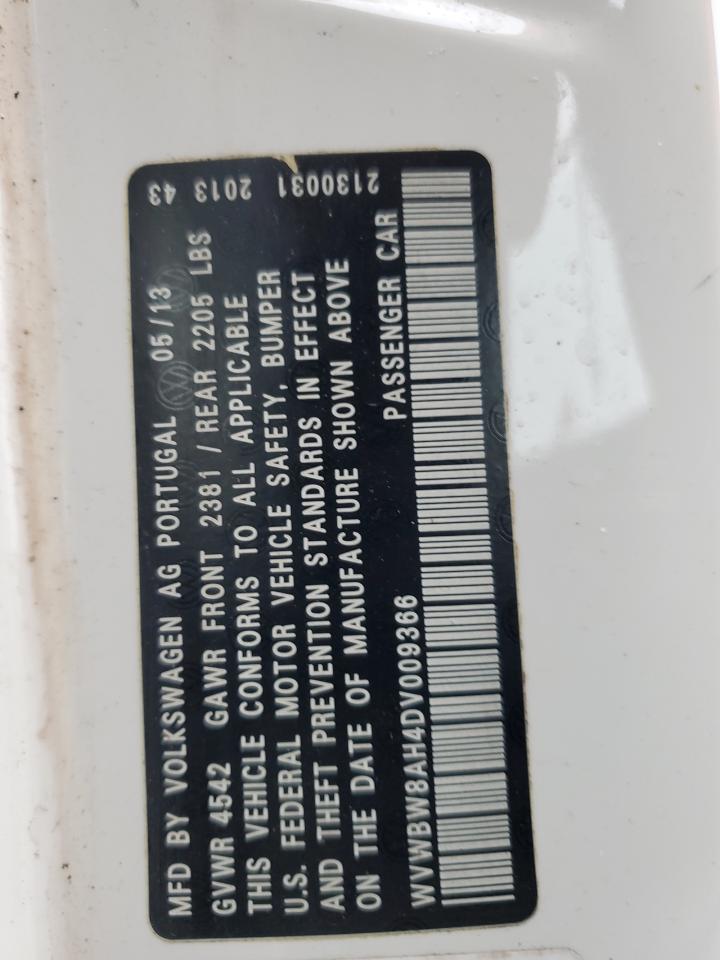 MFD BY VOLKSWAGEN AG PORTUGAL 05/13
GVWR 4542 GAWR FRONT 2381 / REAR 2205 LBS
THIS VEHICLE CONFORMS TO ALL APPLICABLE
U.S. FEDERAL MOTOR VEHICLE SAFETY, BUMPER
AND THEFT PREVENTION STANDARDS IN EFFECT
ON THE DATE OF MANUFACTURE SHOWN ABOVE
WVWBW8AH4DV009366 PASSENGER CAR
43 2013 2130031 2130031